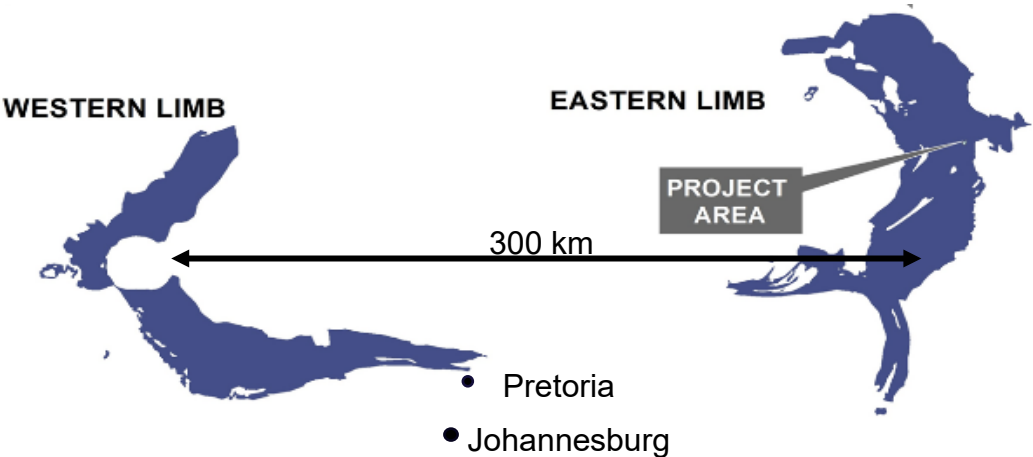 WESTERN LIMB
EASTERN LIMB
PROJECT
AREA
300 km
Pretoria
Johannesburg